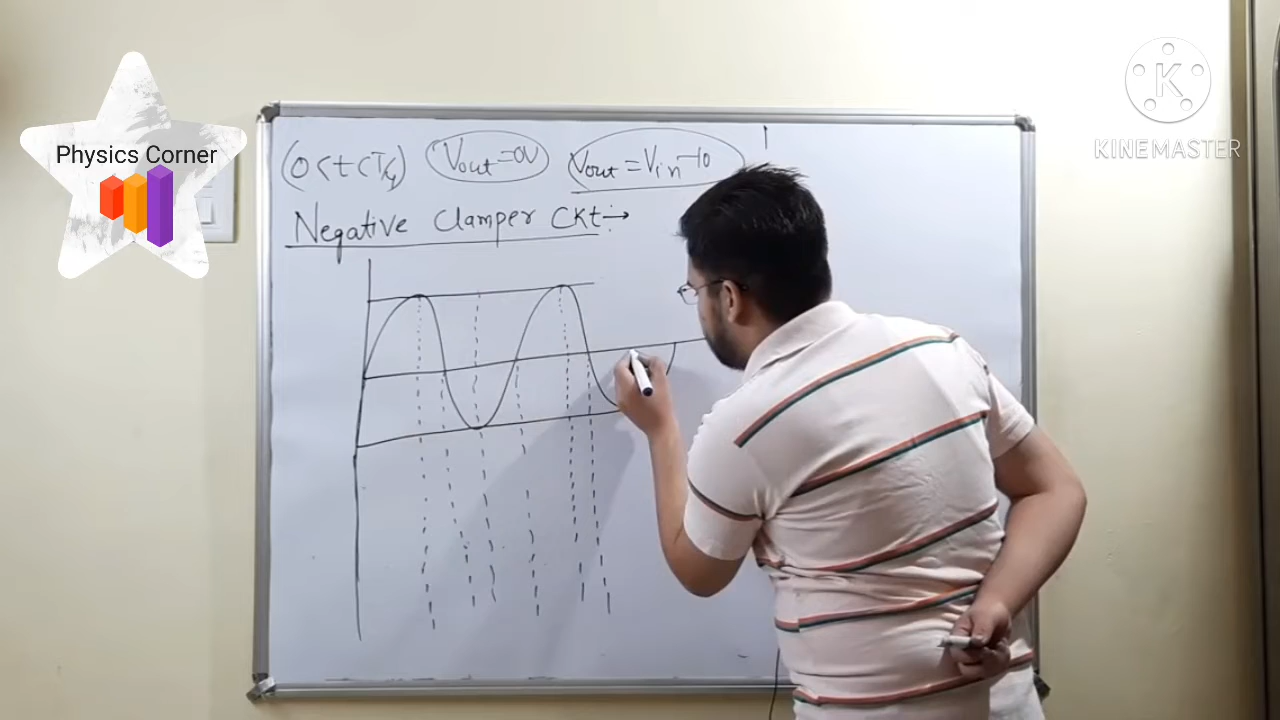 Physics Corner
K
KINEMASTER
(0 < t < T/4) Vout = 0V Vout = Vin - 10
Negative Clamper CKt :→